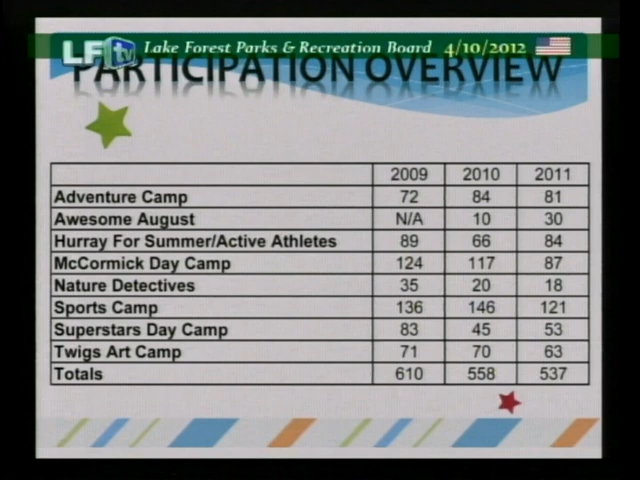 LFtv Lake Forest Parks & Recreation Board 4/10/2012
PARTICIPATION OVERVIEW
2009 2010 2011
Adventure Camp 72 84 81
Awesome August N/A 10 30
Hurray For Summer/Active Athletes 89 66 84
McCormick Day Camp 124 117 87
Nature Detectives 35 20 18
Sports Camp 136 146 121
Superstars Day Camp 83 45 53
Twigs Art Camp 71 70 63
Totals 610 558 537